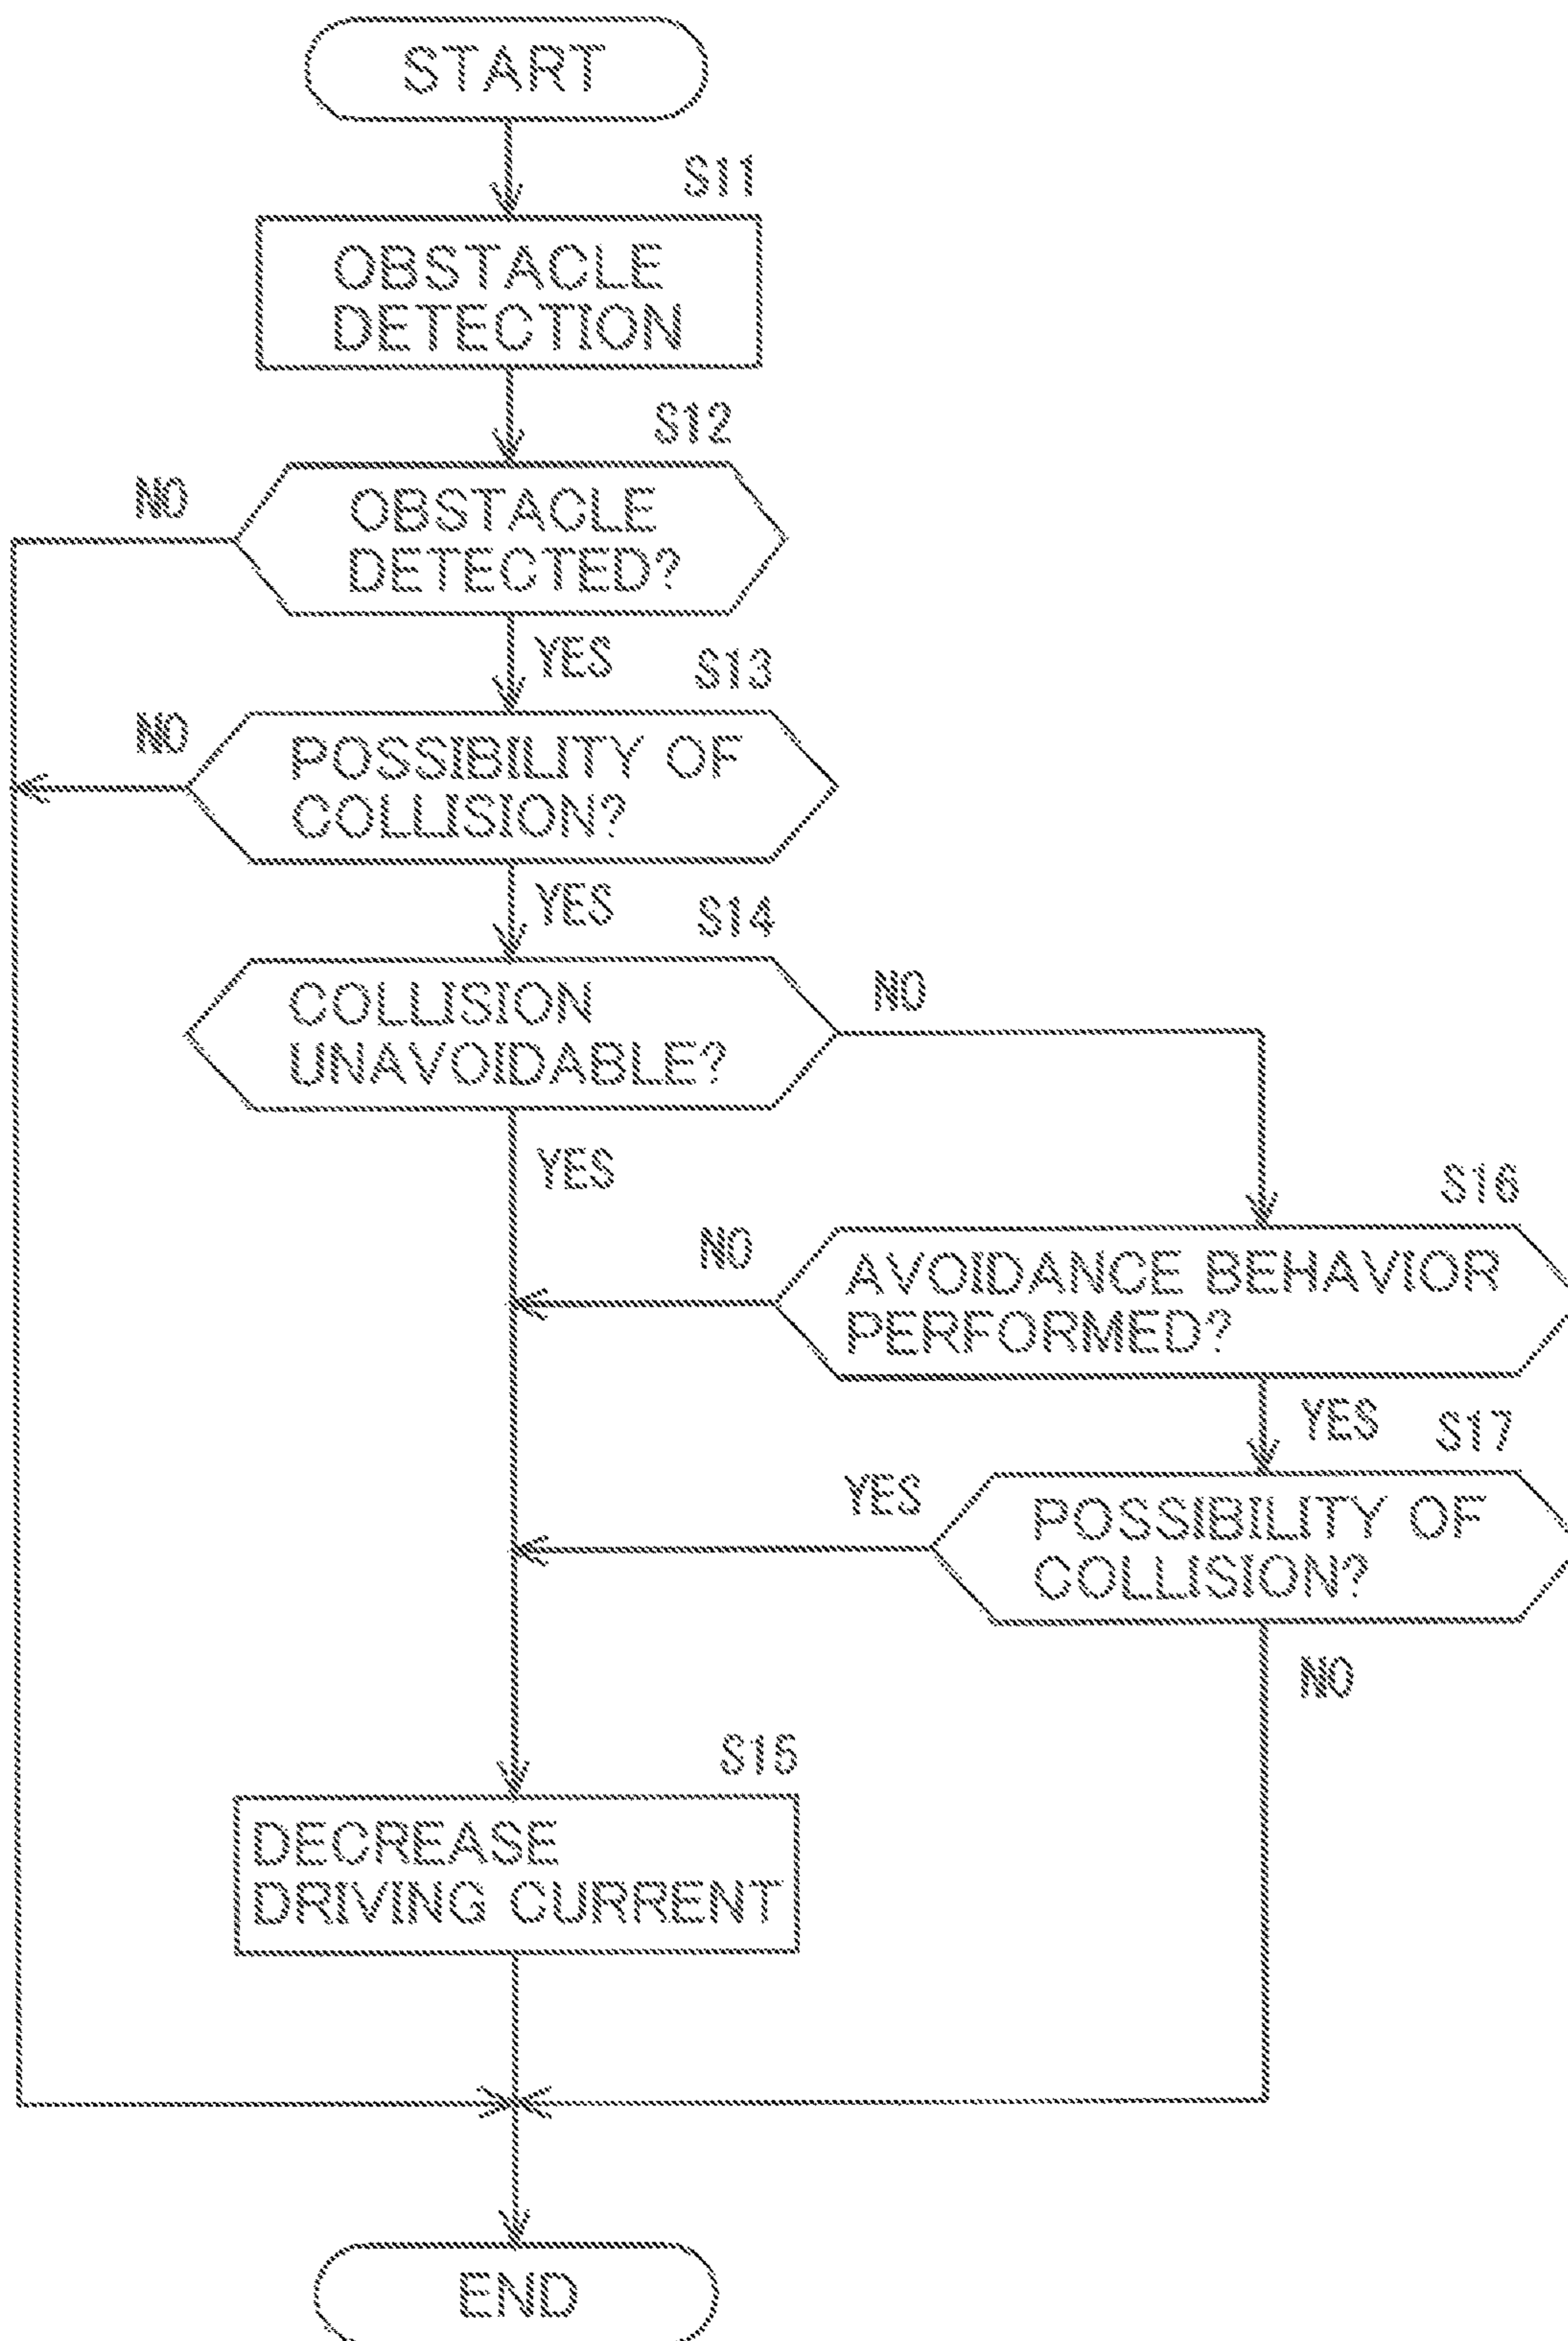 START
S11
OBSTACLE
DETECTION
S12
NO
OBSTACLE
DETECTED?
YES
S13
NO
POSSIBILITY OF
COLLISION?
YES
S14
COLLISION
UNAVOIDABLE?
NO
YES
S16
NO
AVOIDANCE BEHAVIOR
PERFORMED?
YES
S17
YES
POSSIBILITY OF
COLLISION?
NO
S15
DECREASE
DRIVING CURRENT
END